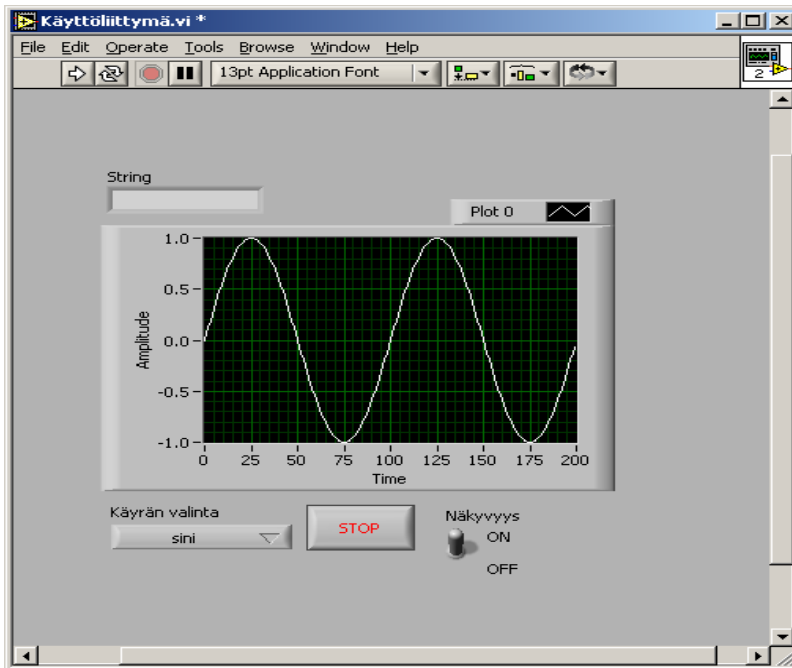 Käyttöliittymä.vi *
File Edit Operate Tools Browse Window Help
13pt Application Font
2
String
Plot 0
1.0
0.5
0.0
-0.5
-1.0
Amplitude
0 25 50 75 100 125 150 175 200
Time
Käyrän valinta
sini
STOP
Näkyvyys
ON
OFF